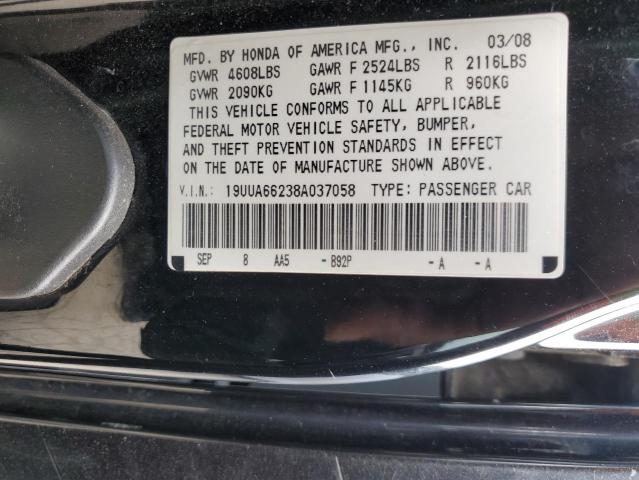 MFD. BY HONDA OF AMERICA MFG., INC. 03/08
GVWR 4608LBS GAWR F 2524LBS R 2116LBS
GVWR 2090KG GAWR F 1145KG R 960KG
THIS VEHICLE CONFORMS TO ALL APPLICABLE
FEDERAL MOTOR VEHICLE SAFETY, BUMPER,
AND THEFT PREVENTION STANDARDS IN EFFECT
ON THE DATE OF MANUFACTURE SHOWN ABOVE.
V.I.N.: 19UUA66238A037058 TYPE: PASSENGER CAR
SEP 8 AA5 - B92P - A - A